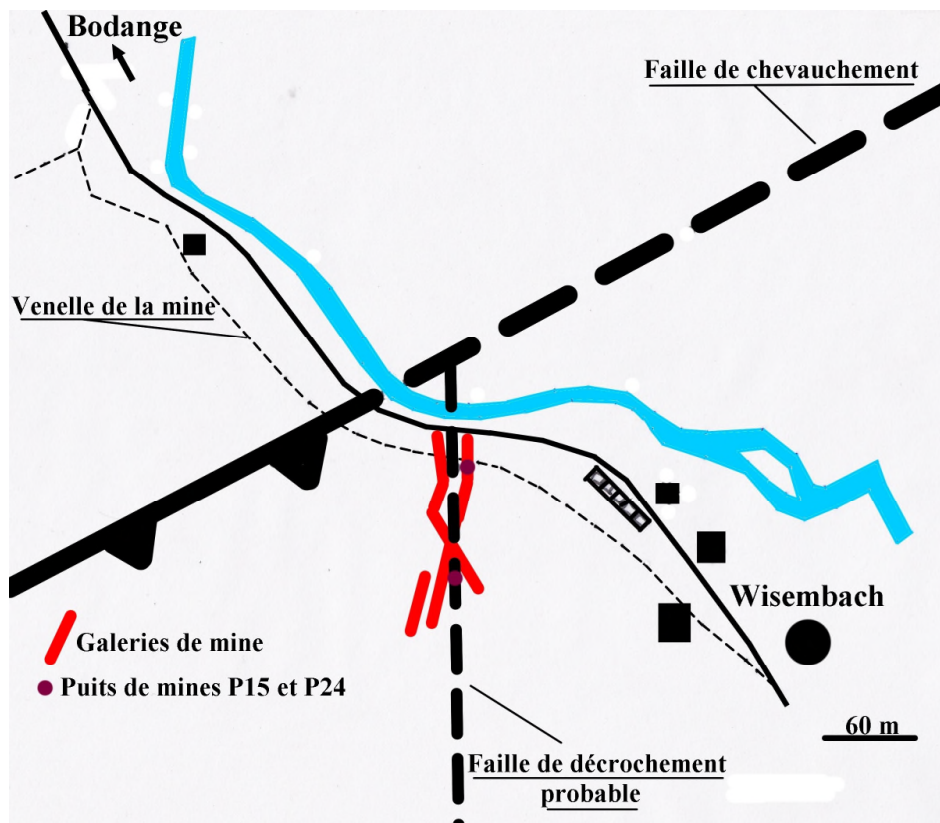 Bodange
Faille de chevauchement
Venelle de la mine
Wisembach
Galeries de mine
Puits de mines P15 et P24
60 m
Faille de décrochement
probable